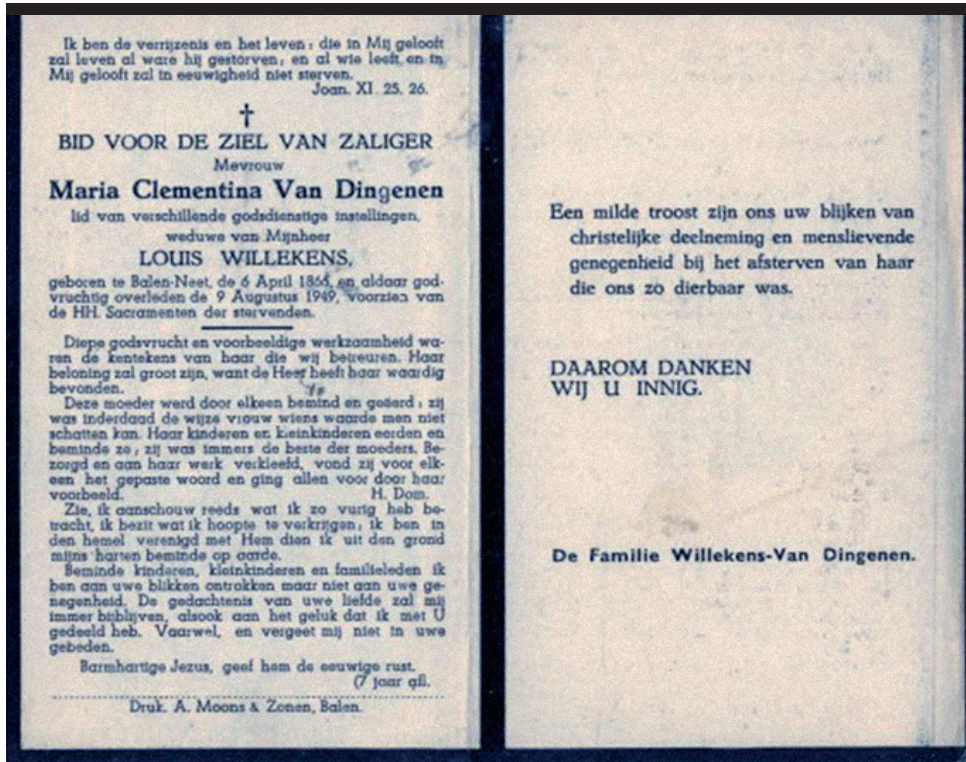 Ik ben de verrijzenis en het leven: die in Mij gelooft
zal leven al ware hij gestorven, en al wie leeft en in
Mij gelooft zal in eeuwigheid niet sterven.
Joan. XI 25. 26.
†
BID VOOR DE ZIEL VAN ZALIGER
Mevrouw
Maria Clementina Van Dingenen
lid van verschillende godsdienstige instellingen,
weduwe van Mijnheer
LOUIS WILLEKENS,
geboren te Balen-Neet, de 6 April 1866, en aldaar god-
vruchtig overleden de 9 Augustus 1949, voorzien van
de HH. Sacramenten der stervenden.
Diepe godsvrucht en voorbeeldige werkzaamheid wa-
ren de kentekens van haar die wij betreuren. Haar
beloning zal groot zijn, want de Heer heeft haar waardig
bevonden.
Deze moeder werd door elkeen bemind en geëerd: zij
was inderdaad de wijze vrouw wiens waarde men niet
schatten kan. Haar kinderen en kleinkinderen eerden en
beminde ze; zij was immers de beste der moeders. Be-
zorgd en aan haar werk verkleefd, vond zij voor elk-
een het gepaste woord en ging allen voor door haar
voorbeeld. H. Dom.
Zie, ik aanschouw reeds wat ik zo vurig heb be-
tracht, ik bezit wat ik hoopte te verkrijgen, ik ben in
den hemel verenigd met Hem dien ik uit den grond
mijns harten beminde op aarde.
Beminde kinderen, kleinkinderen en familieleden ik
ben aan uwe blikken ontrokken maar niet aan uwe ge-
negenheid. De gedachtenis van uwe liefde zal mij
immer bijblijven, alsook aan het geluk dat ik met U
gedeeld heb. Vaarwel, en vergeet mij niet in uwe
gebeden.
Barmhartige Jezus, geef hem de eeuwige rust.
(7 jaar afl.
Druk. A. Moons & Zonen, Balen.
Een milde troost zijn ons uw blijken van
christelijke deelneming en menslievende
genegenheid bij het afsterven van haar
die ons zo dierbaar was.
DAAROM DANKEN
WIJ U INNIG.
De Familie Willekens-Van Dingenen.